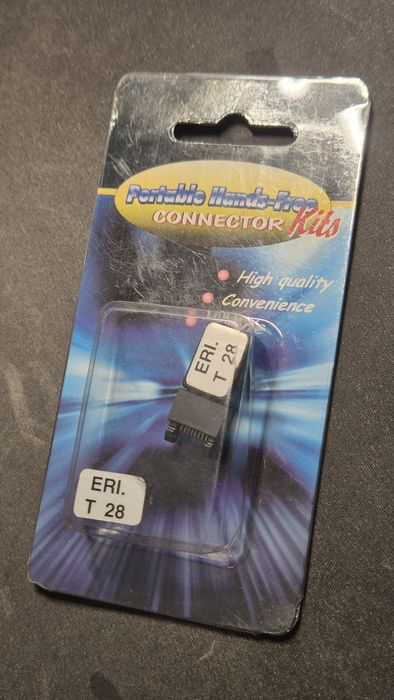 Portable Hands-Free
CONNECTOR Kits
High quality
Convenience
ERI.
T 28
ERI.
T 28